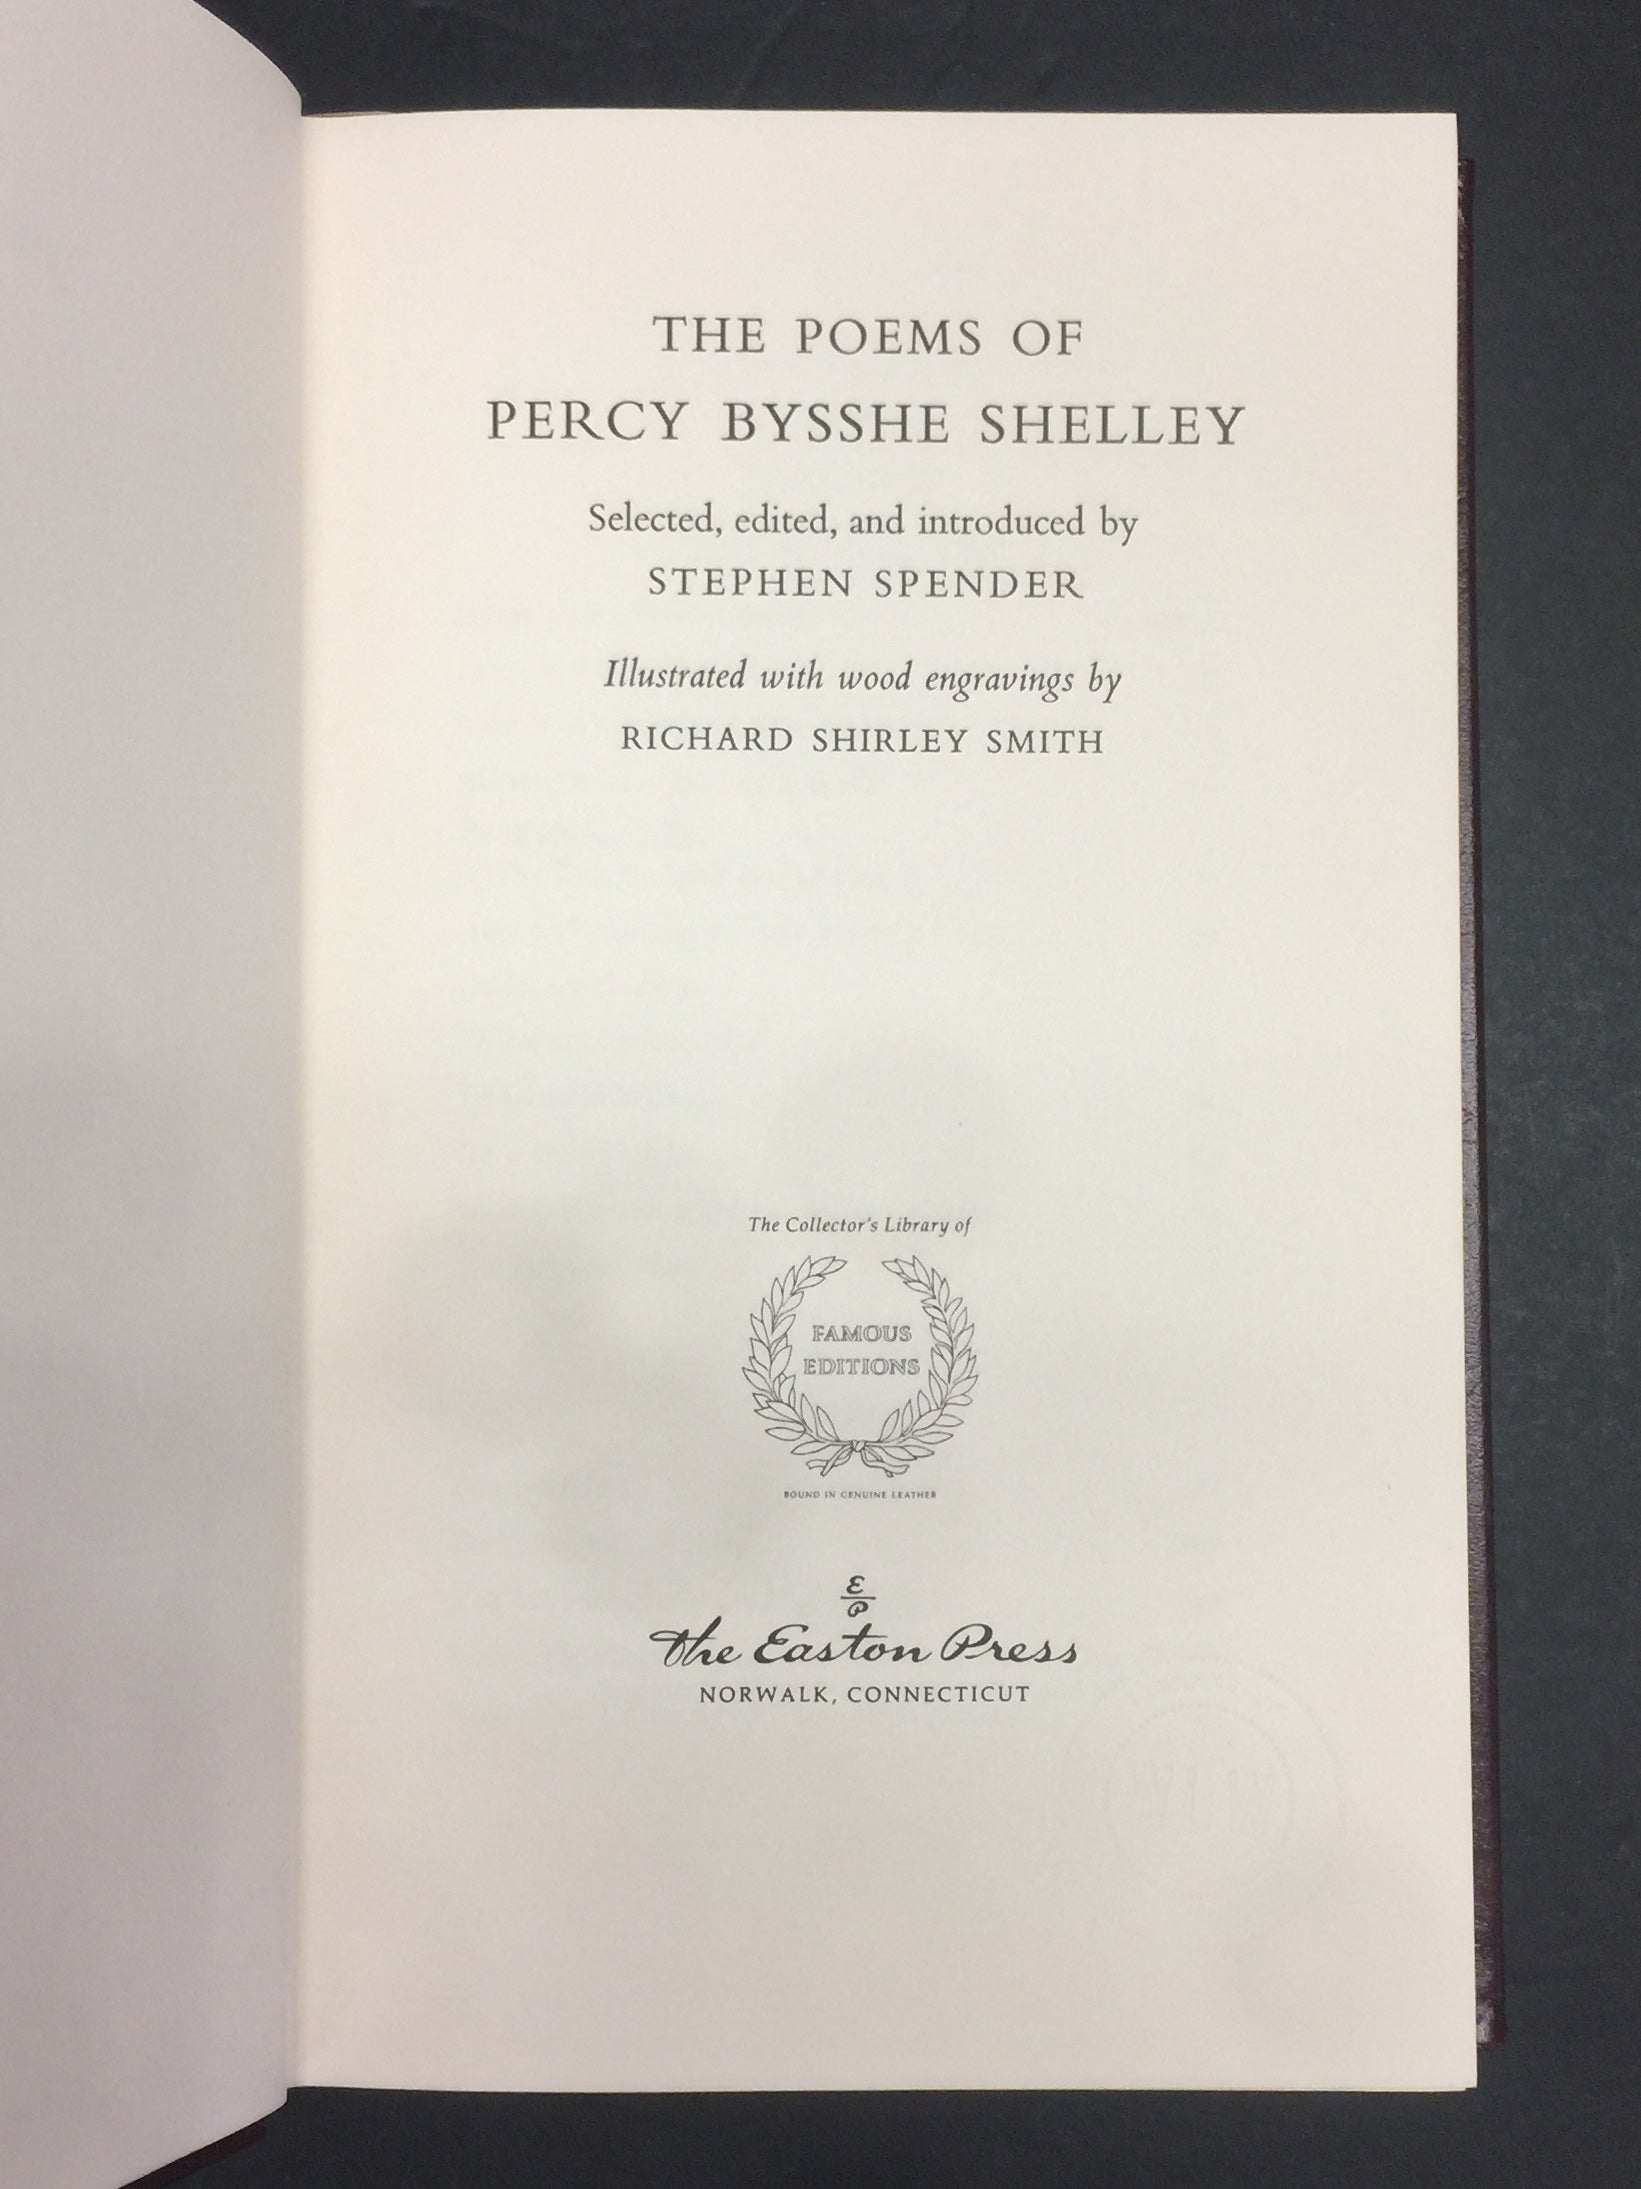 THE POEMS OF
PERCY BYSSHE SHELLEY
Selected, edited, and introduced by
STEPHEN SPENDER
Illustrated with wood engravings by
RICHARD SHIRLEY SMITH
The Collector's Library of
FAMOUS
EDITIONS
BOUND IN GENUINE LEATHER
E
P
The Easton Press
NORWALK, CONNECTICUT